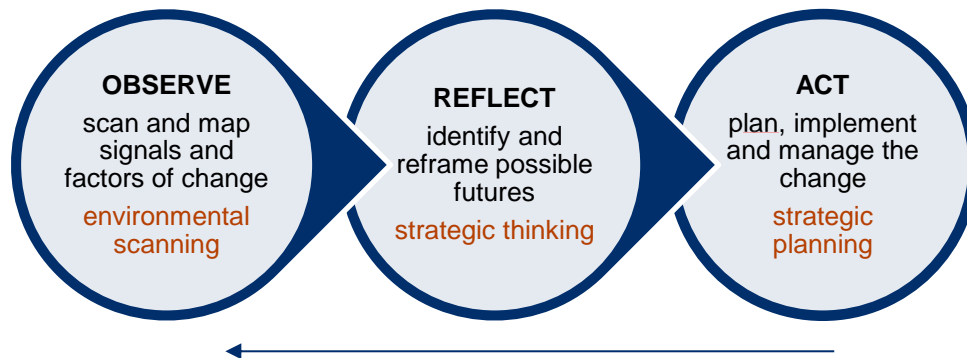 OBSERVE
scan and map
signals and
factors of change
environmental
scanning
REFLECT
identify and
reframe possible
futures
strategic thinking
ACT
plan, implement
and manage the
change
strategic
planning